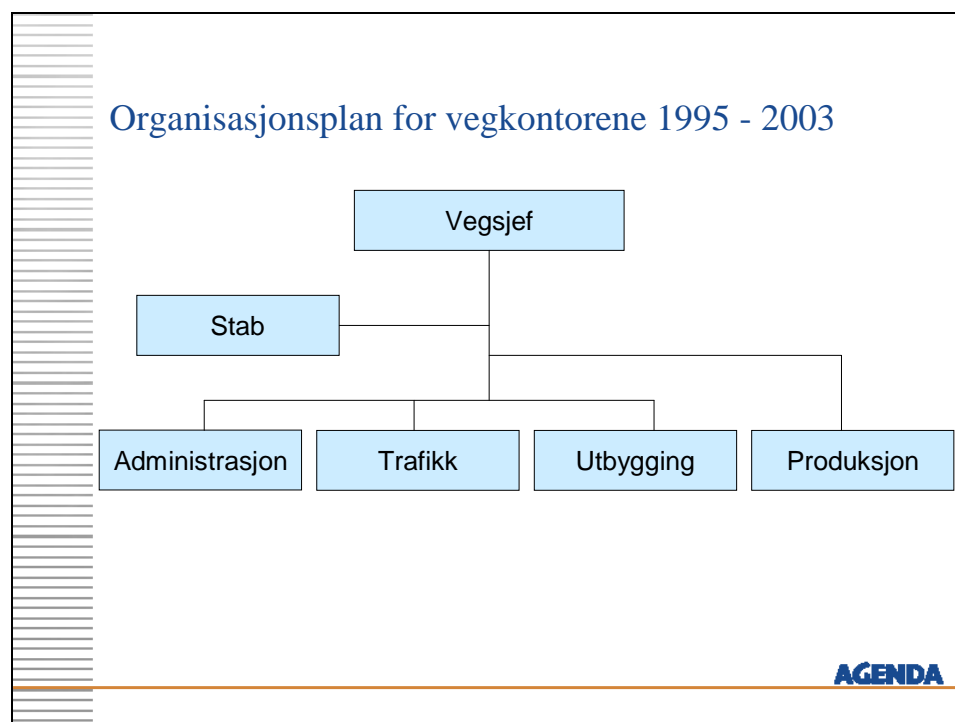 Organisasjonsplan for vegkontorene 1995 - 2003
Vegsjef
Stab
Administrasjon
Trafikk
Utbygging
Produksjon
AGENDA